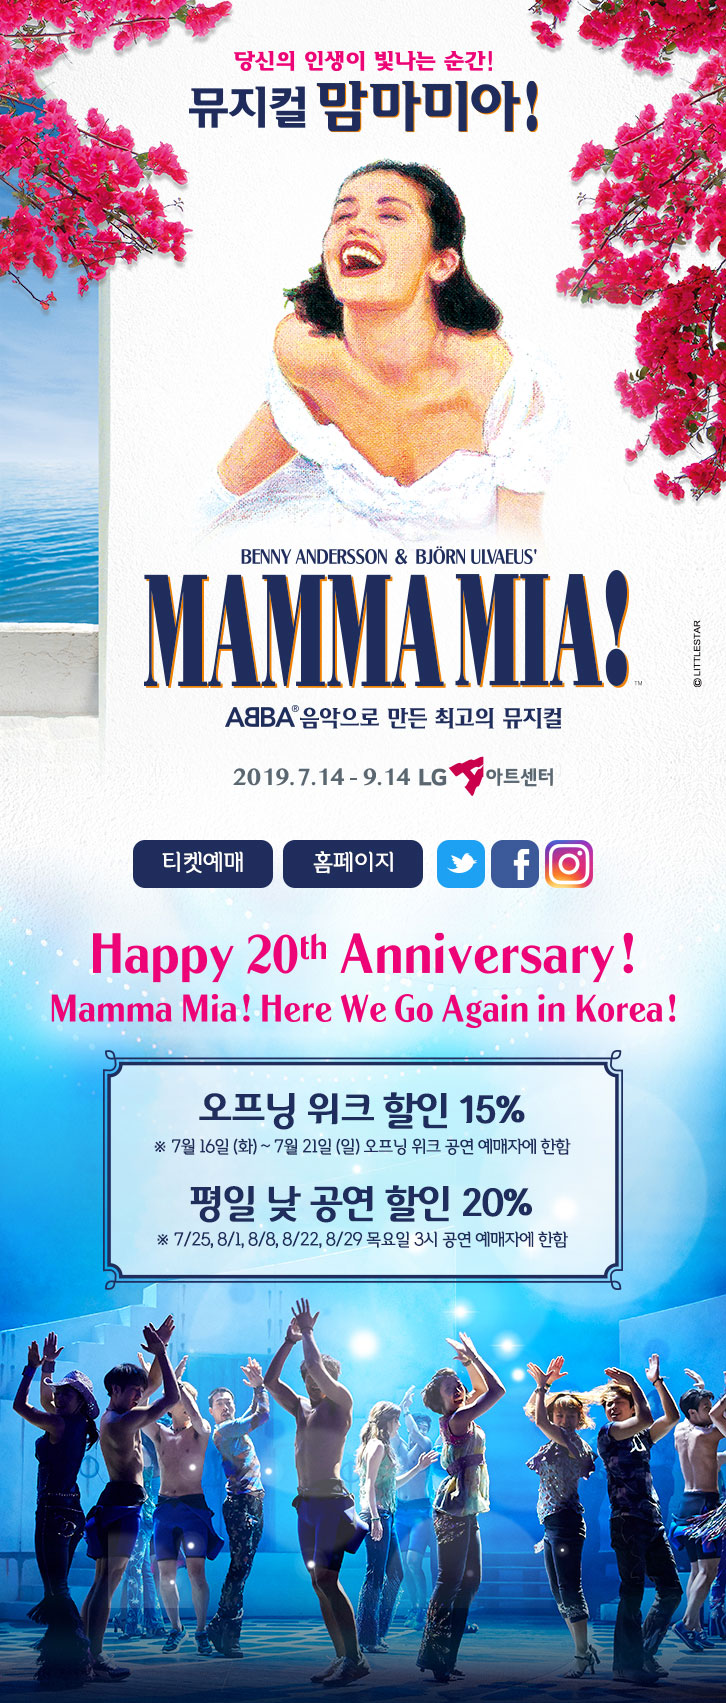 당신의 인생이 빛나는 순간!
뮤지컬 맘마미아!
BENNY ANDERSSON & BJÖRN ULVAEUS'
MAMMA MIA!™
© LITTLESTAR
ABBA® 음악으로 만든 최고의 뮤지컬
2019.7.14 - 9.14 LG 아트센터
티켓예매 홈페이지
Happy 20th Anniversary!
Mamma Mia! Here We Go Again in Korea!
오프닝 위크 할인 15%
※ 7월 16일 (화) ~ 7월 21일 (일) 오프닝 위크 공연 예매자에 한함
평일 낮 공연 할인 20%
※ 7/25, 8/1, 8/8, 8/22, 8/29 목요일 3시 공연 예매자에 한함